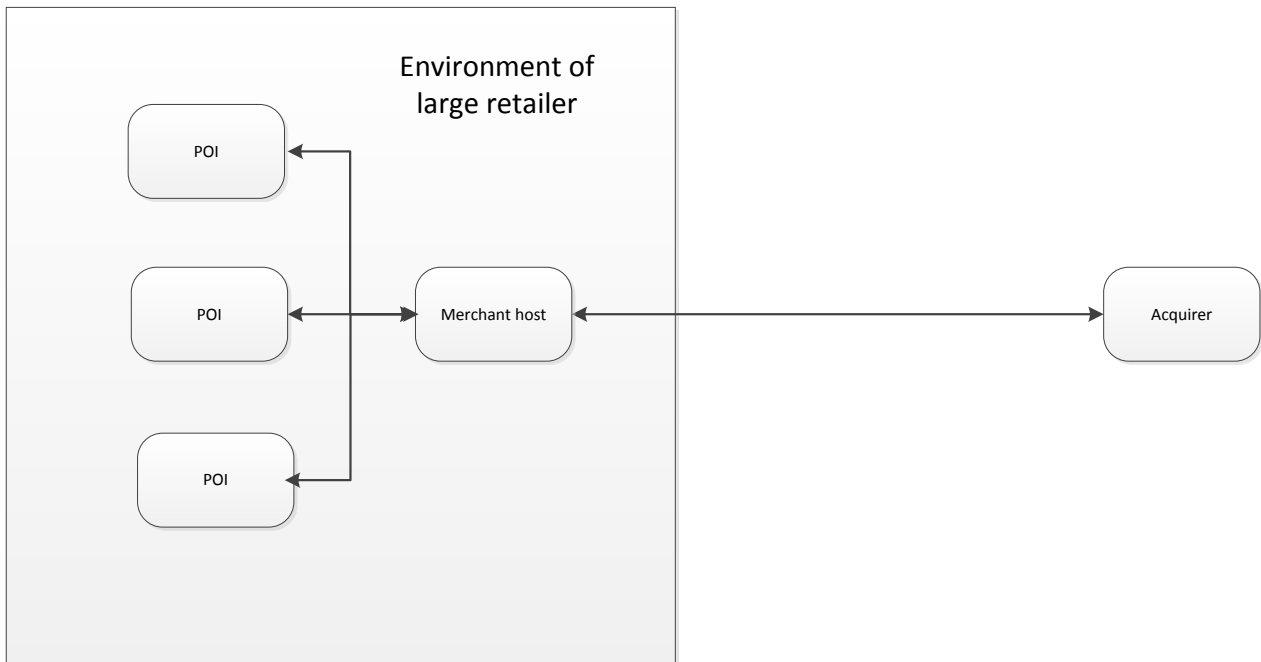 Environment of
large retailer
POI
POI
Merchant host
Acquirer
POI